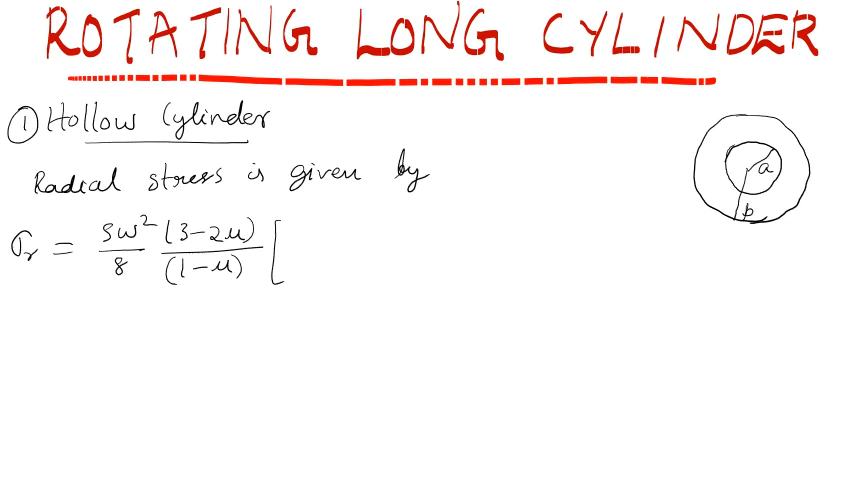 ROTATING LONG CYLINDER
① Hollow Cylinder
Radial stress is given by
σr = ρω²/8 (3-2μ)/(1-μ) [
a
b